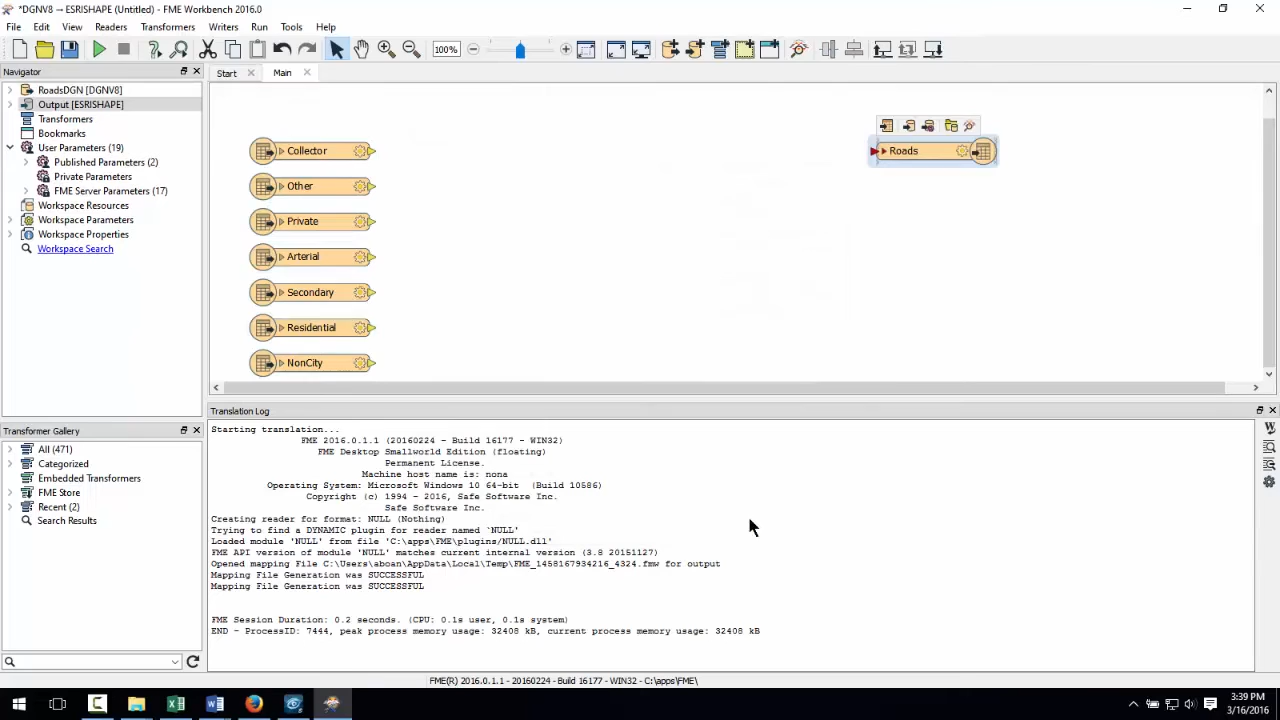 *DGNV8 → ESRISHAPE (Untitled) - FME Workbench 2016.0
File Edit View Readers Transformers Writers Run Tools Help
100%
Navigator
Start
Main
RoadsDGN [DGNV8]
Output [ESRISHAPE]
Transformers
Bookmarks
User Parameters (19)
Published Parameters (2)
Private Parameters
FME Server Parameters (17)
Workspace Resources
Workspace Parameters
Workspace Properties
Workspace Search
Collector
Other
Private
Arterial
Secondary
Residential
NonCity
Roads
Transformer Gallery
All (471)
Categorized
Embedded Transformers
FME Store
Recent (2)
Search Results
Translation Log
Starting translation...
FME 2016.0.1.1 (20160224 - Build 16177 - WIN32)
FME Desktop Smallworld Edition (floating)
Permanent License.
Machine host name is: nona
Operating System: Microsoft Windows 10 64-bit (Build 10586)
Copyright (c) 1994 - 2016, Safe Software Inc.
Safe Software Inc.
Creating reader for format: NULL (Nothing)
Trying to find a DYNAMIC plugin for reader named `NULL'
Loaded module 'NULL' from file 'C:\apps\FME\plugins/NULL.dll'
FME API version of module 'NULL' matches current internal version (3.8 20151127)
Opened mapping File C:\Users\aboan\AppData\Local\Temp\FME_1458167934216_4324.fmw for output
Mapping File Generation was SUCCESSFUL
Mapping File Generation was SUCCESSFUL
FME Session Duration: 0.2 seconds. (CPU: 0.1s user, 0.1s system)
END - ProcessID: 7444, peak process memory usage: 32408 kB, current process memory usage: 32408 kB
FME(R) 2016.0.1.1 - 20160224 - Build 16177 - WIN32 - C:\apps\FME\
3:39 PM
3/16/2016